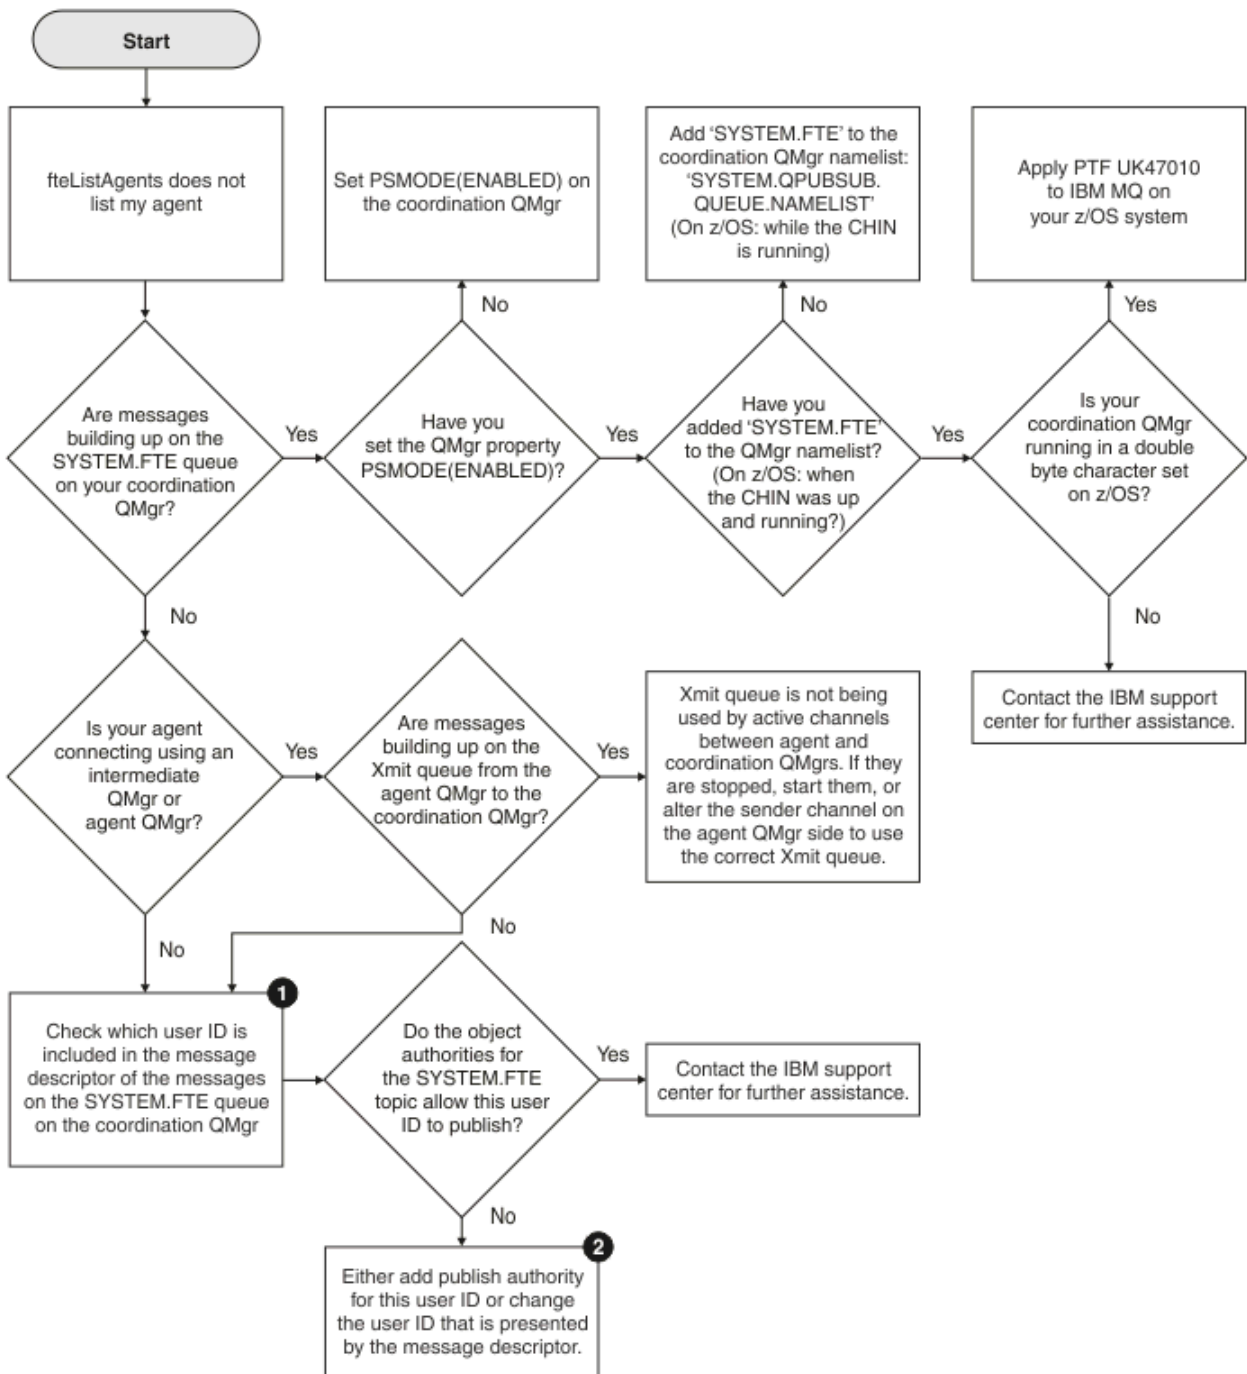 Start
fteListAgents does not
list my agent
Set PSMODE(ENABLED) on
the coordination QMgr
Add ‘SYSTEM.FTE’ to the
coordination QMgr namelist:
‘SYSTEM.QPUBSUB.
QUEUE.NAMELIST’
(On z/OS: while the CHIN
is running)
Apply PTF UK47010
to IBM MQ on
your z/OS system
No
No
Yes
Are messages
building up on the
SYSTEM.FTE queue
on your coordination
QMgr?
Yes
Have you
set the QMgr property
PSMODE(ENABLED)?
Yes
Have you
added ‘SYSTEM.FTE’
to the QMgr namelist?
(On z/OS: when
the CHIN was up
and running?)
Yes
Is your
coordination QMgr
running in a double
byte character set
on z/OS?
No
No
Is your agent
connecting using an
intermediate
QMgr or
agent QMgr?
Yes
Are messages
building up on the
Xmit queue from the
agent QMgr to the
coordination QMgr?
Yes
Xmit queue is not being
used by active channels
between agent and
coordination QMgrs. If they
are stopped, start them, or
alter the sender channel on
the agent QMgr side to use
the correct Xmit queue.
Contact the IBM support
center for further assistance.
No
No
1
Check which user ID is
included in the message
descriptor of the messages
on the SYSTEM.FTE queue
on the coordination QMgr
Do the object
authorities for
the SYSTEM.FTE
topic allow this user
ID to publish?
Yes
Contact the IBM support
center for further assistance.
No
2
Either add publish authority
for this user ID or change
the user ID that is presented
by the message descriptor.